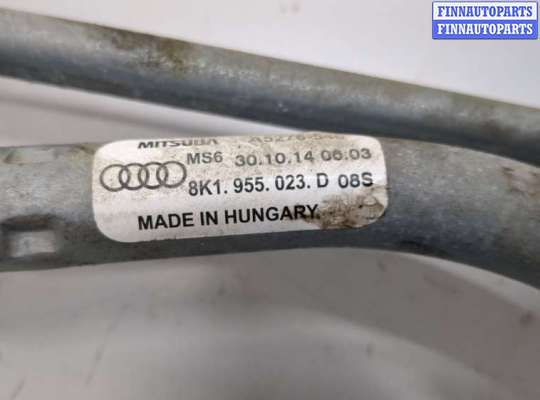 FINNAUTOPARTS
FINNAUTOPARTS
MITSUBA
MS6 30.10.14 06:03
8K1. 955. 023. D 08S
MADE IN HUNGARY.